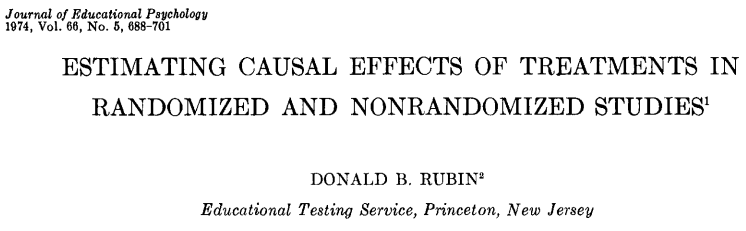 Journal of Educational Psychology
1974, Vol. 66, No. 5, 688-701
ESTIMATING CAUSAL EFFECTS OF TREATMENTS IN
RANDOMIZED AND NONRANDOMIZED STUDIES¹
DONALD B. RUBIN²
Educational Testing Service, Princeton, New Jersey